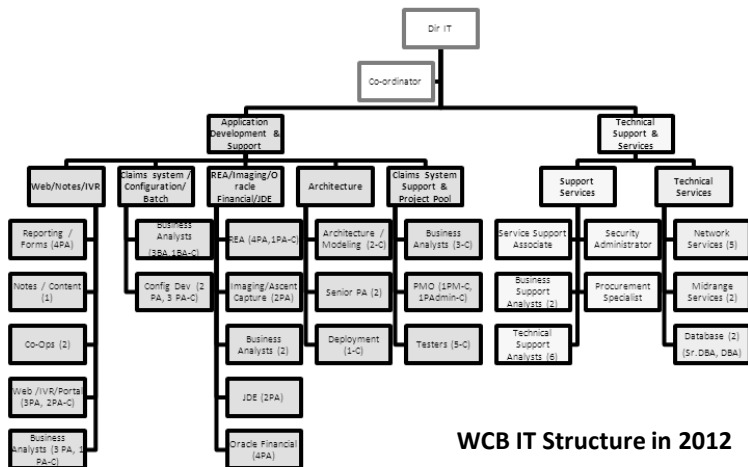 Dir IT
Co-ordinator
Application
Development &
Support
Technical
Support &
Services
Web/Notes/IVR
Claims system /
Configuration/
Batch
REA/Imaging/O
racle
Financial/JDE
Architecture
Claims System
Support &
Project Pool
Support
Services
Technical
Services
Reporting /
Forms (4PA)
Notes / Content
(1)
Co-Ops (2)
Web /IVR/Portal
(3PA, 2PA-C)
Business
Analysts (3 PA, 1
PA-C)
Business
Analysts
(3BA, 1BA-C)
Config Dev (2
PA, 3 PA-C)
REA (4PA,1PA-C)
Imaging/Ascent
Capture (2PA)
Business
Analysts (2)
JDE (2PA)
Oracle Financial
(4PA)
Architecture /
Modeling (2-C)
Senior PA (2)
Deployment
(1-C)
Business
Analysts (3-C)
PMO (1PM-C,
1PAdmin-C)
Testers (5-C)
Service Support
Associate
Business
Support
Analysts (2)
Technical
Support
Analysts (6)
Security
Administrator
Procurement
Specialist
Network
Services (5)
Midrange
Services (2)
Database (2)
(Sr.DBA, DBA)
WCB IT Structure in 2012